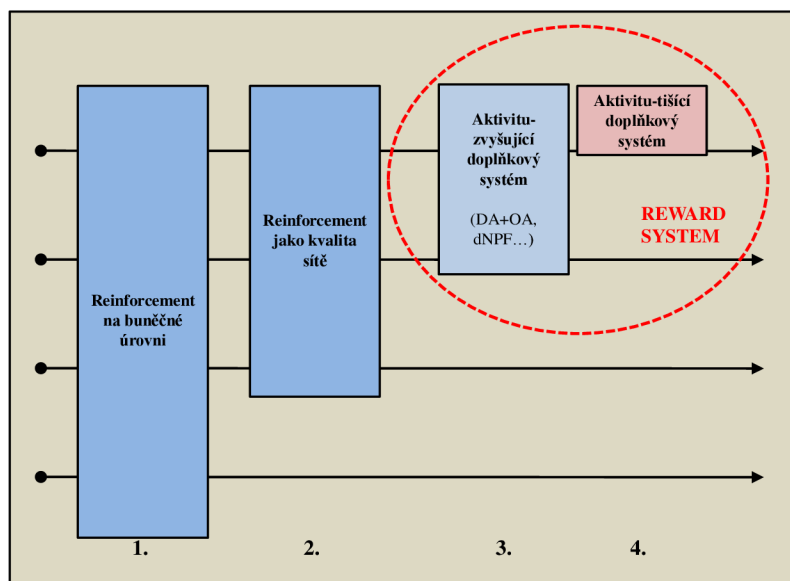 Reinforcement
na buněčné
úrovni
Reinforcement
jako kvalita
sítě
Aktivitu-
zvyšující
doplňkový
systém
(DA+OA,
dNPF…)
Aktivitu-tišící
doplňkový
systém
REWARD
SYSTEM
1.
2.
3.
4.